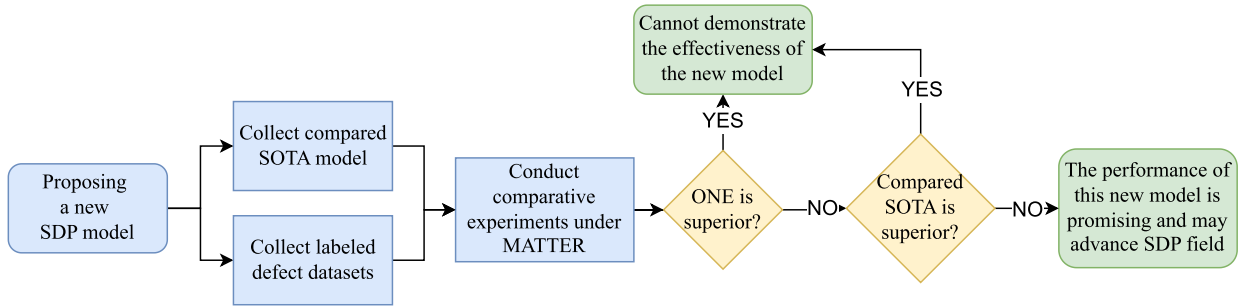 Proposing
a new
SDP model
Collect compared
SOTA model
Collect labeled
defect datasets
Conduct
comparative
experiments under
MATTER
ONE is
superior?
YES
Cannot demonstrate
the effectiveness of
the new model
NO
Compared
SOTA is
superior?
YES
NO
The performance of
this new model is
promising and may
advance SDP field